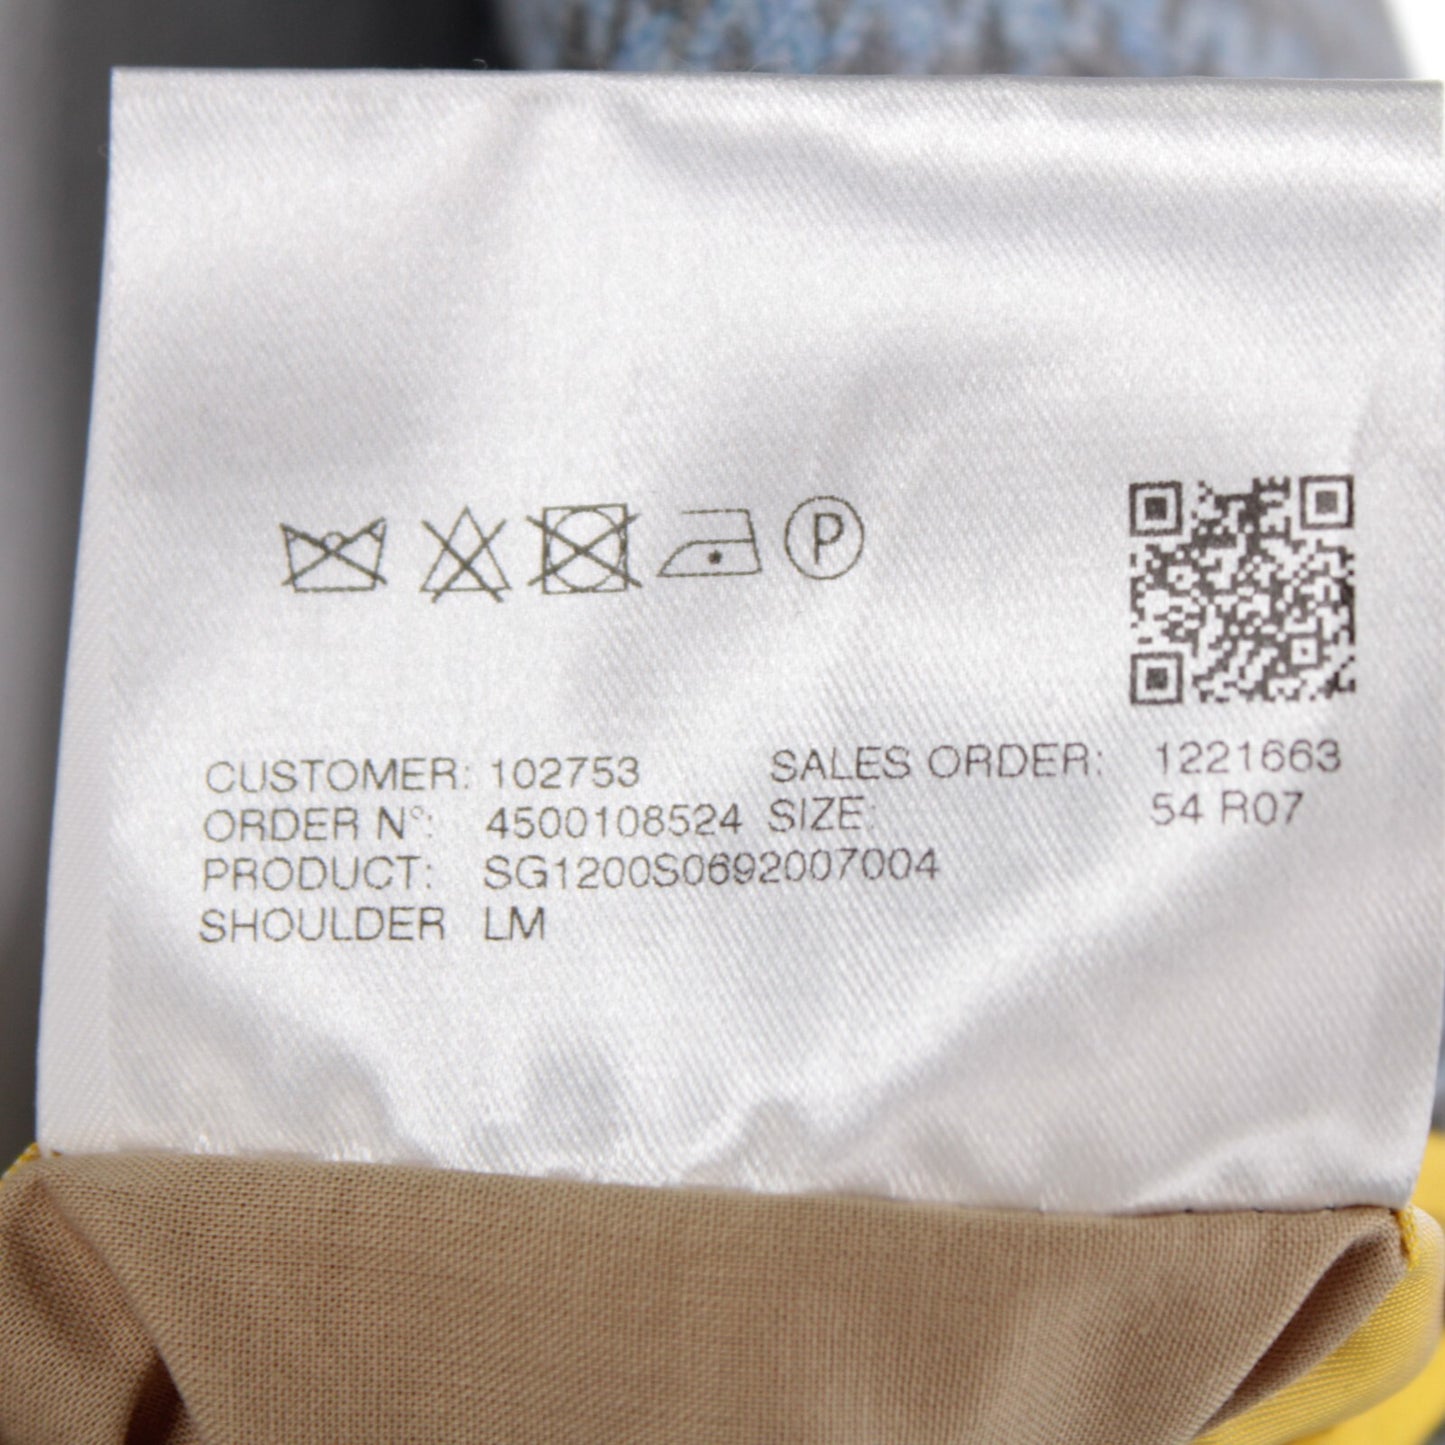 P
CUSTOMER: 102753 SALES ORDER: 1221663
ORDER N°: 4500108524 SIZE: 54 R07
PRODUCT: SG1200S0692007004
SHOULDER LM